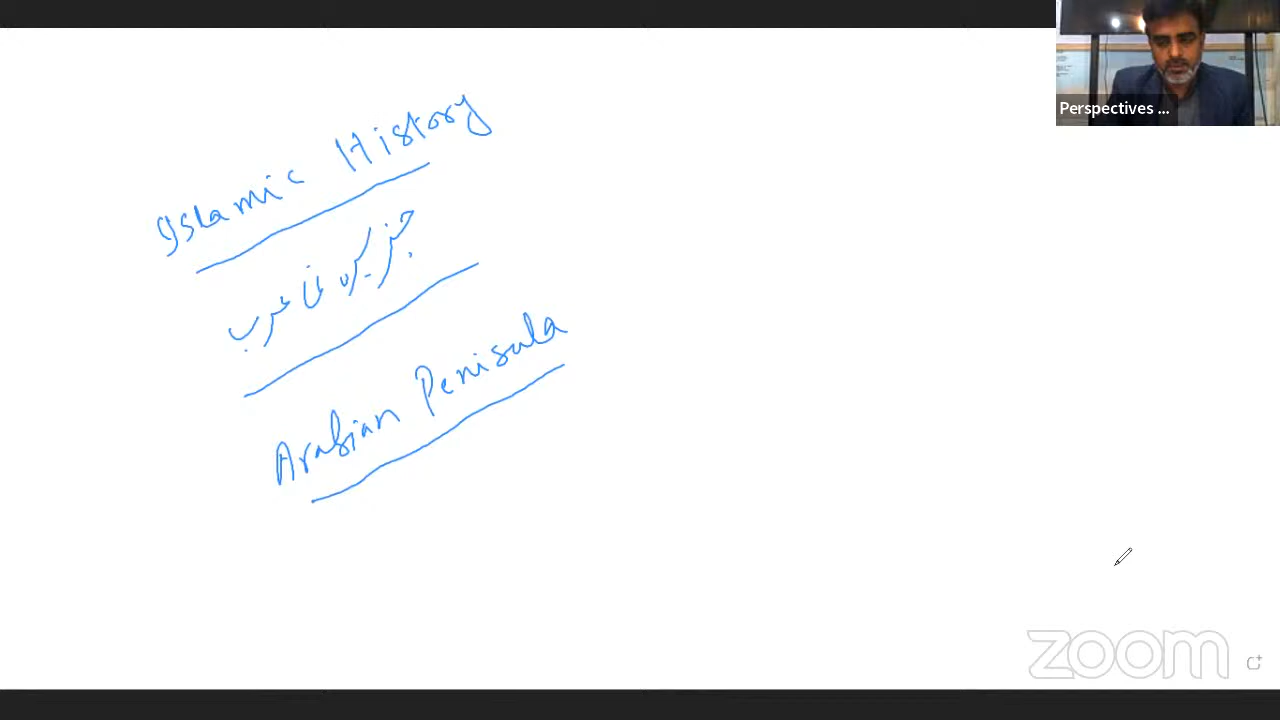 Islamic History
جزیرہ نما عرب
Arabian Penisula
Perspectives ...
zoom